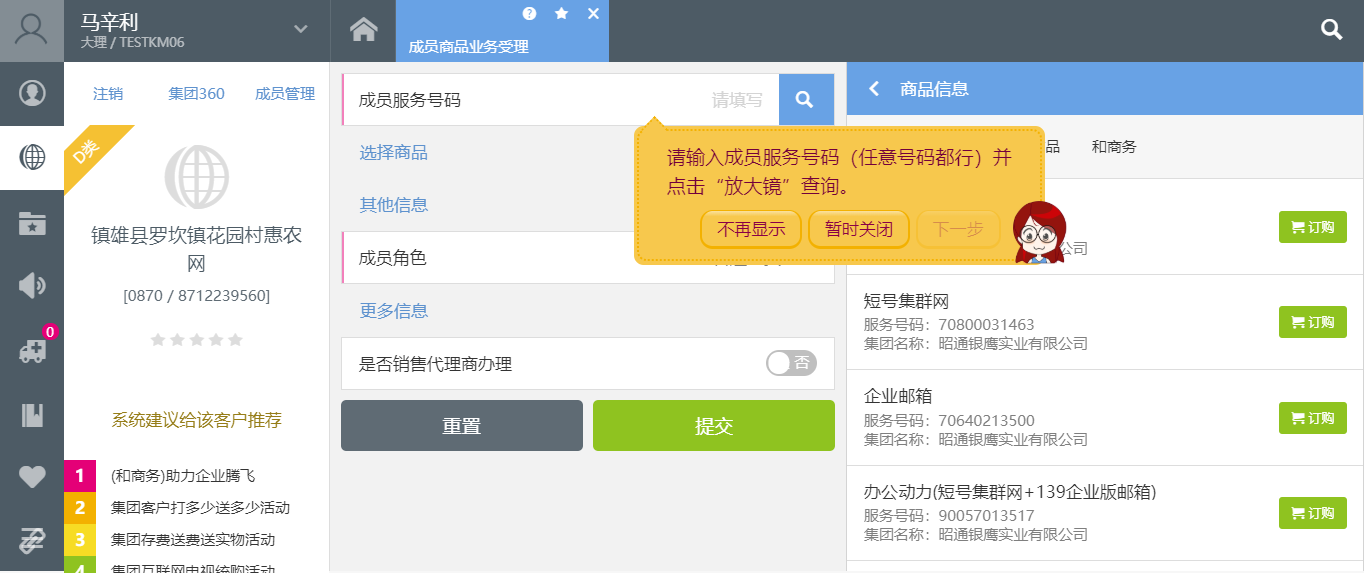 马辛利
大理 / TESTKM06
成员商品业务受理
注销
集团360
成员管理
D类
镇雄县罗坎镇花园村惠农
网
[0870 / 8712239560]
0
系统建议给该客户推荐
1 (和商务)助力企业腾飞
2 集团客户打多少送多少活动
3 集团存费送费送实物活动
4 集团互联网电视统购活动
成员服务号码
请填写
选择商品
其他信息
成员角色
更多信息
是否销售代理商办理
否
重置
提交
请输入成员服务号码（任意号码都行）并
点击“放大镜”查询。
不再显示
暂时关闭
下一步
商品信息
品
和商务
公司
订购
短号集群网
服务号码：70800031463
集团名称：昭通银鹰实业有限公司
订购
企业邮箱
服务号码：70640213500
集团名称：昭通银鹰实业有限公司
订购
办公动力(短号集群网+139企业版邮箱)
服务号码：90057013517
集团名称：昭通银鹰实业有限公司
订购